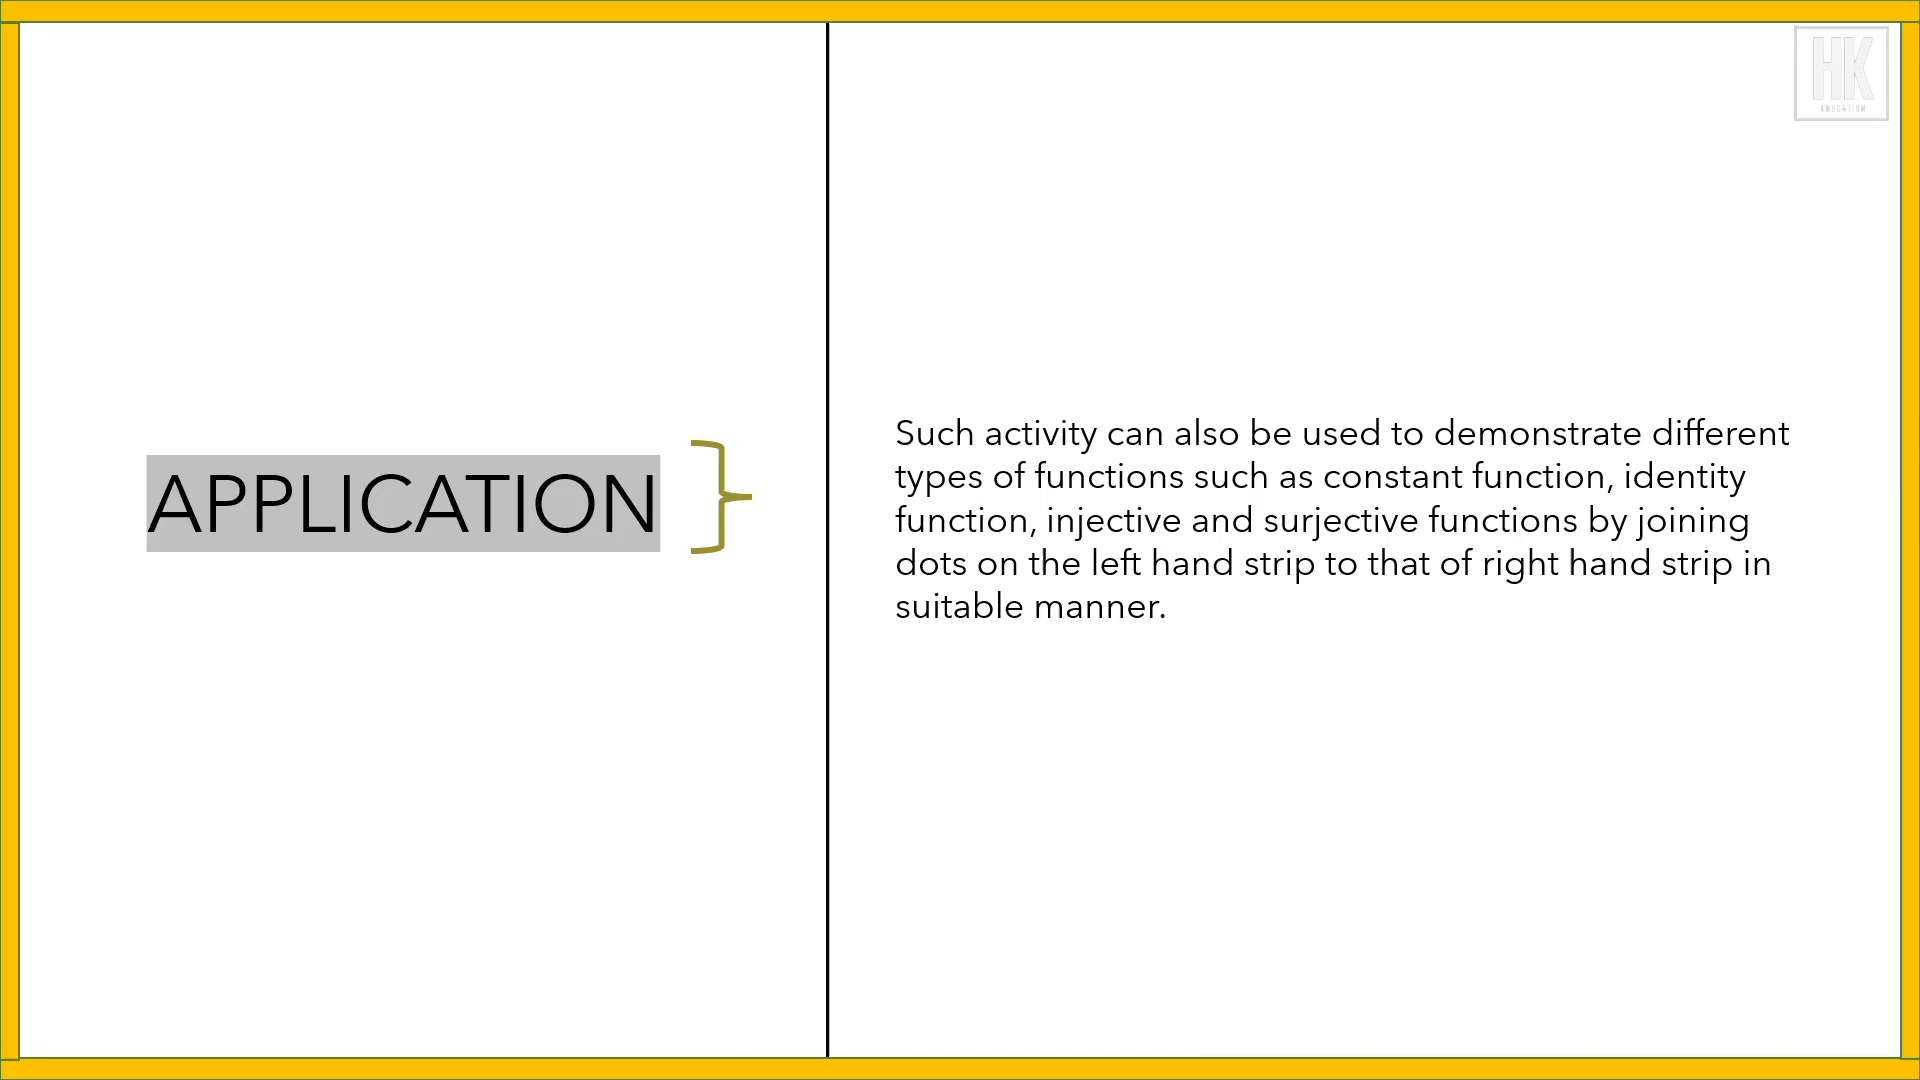 HK
EDUCATION
APPLICATION
Such activity can also be used to demonstrate different
types of functions such as constant function, identity
function, injective and surjective functions by joining
dots on the left hand strip to that of right hand strip in
suitable manner.